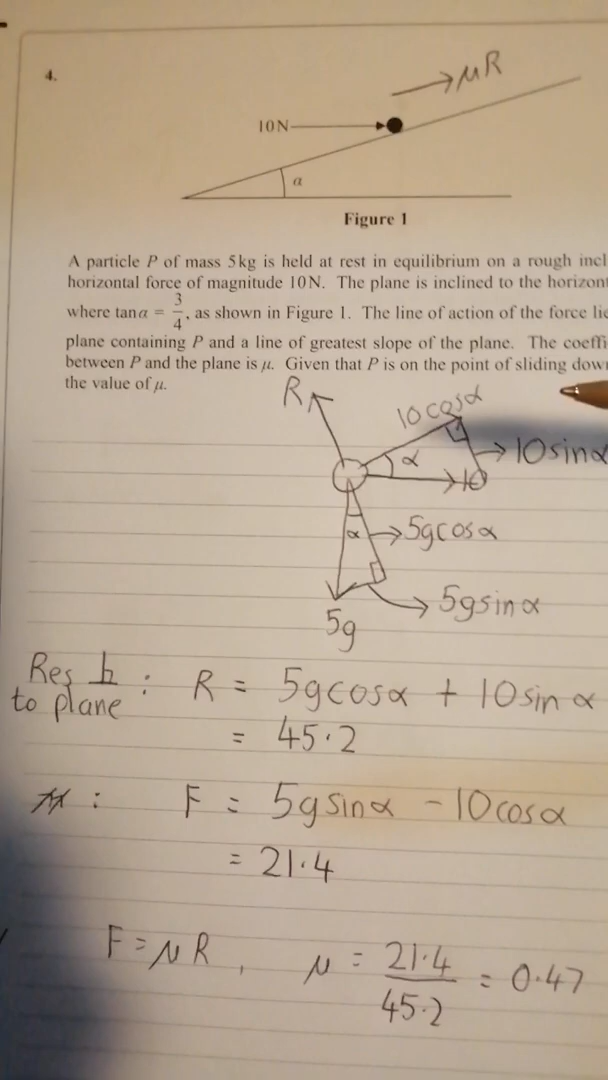 4.
μR
10N
α
Figure 1
A particle P of mass 5 kg is held at rest in equilibrium on a rough incl
horizontal force of magnitude 10 N. The plane is inclined to the horizont
where tan α = 3/4, as shown in Figure 1. The line of action of the force lie
plane containing P and a line of greatest slope of the plane. The coeffi
between P and the plane is μ. Given that P is on the point of sliding dow
the value of μ.
R
10cosα
α
10
10sinα
α
5gcosα
5g
5gsinα
Res ⊥ : R = 5gcosα + 10sinα
to plane
= 45.2
: F = 5gsinα - 10cosα
= 21.4
F = μR , μ = 21.4/45.2 = 0.47